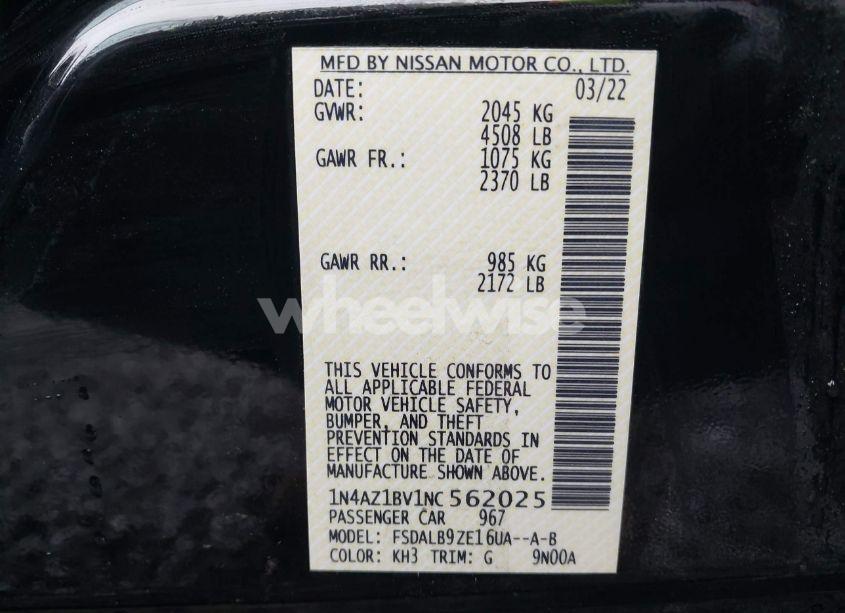 MFD BY NISSAN MOTOR CO., LTD.
DATE: 03/22
GVWR: 2045 KG
4508 LB
GAWR FR.: 1075 KG
2370 LB
GAWR RR.: 985 KG
2172 LB
wheelwise
THIS VEHICLE CONFORMS TO
ALL APPLICABLE FEDERAL
MOTOR VEHICLE SAFETY,
BUMPER, AND THEFT
PREVENTION STANDARDS IN
EFFECT ON THE DATE OF
MANUFACTURE SHOWN ABOVE.
1N4AZ1BV1NC562025
PASSENGER CAR 967
MODEL: FSDALB9ZE16UA--A-B
COLOR: KH3 TRIM: G 9N00A